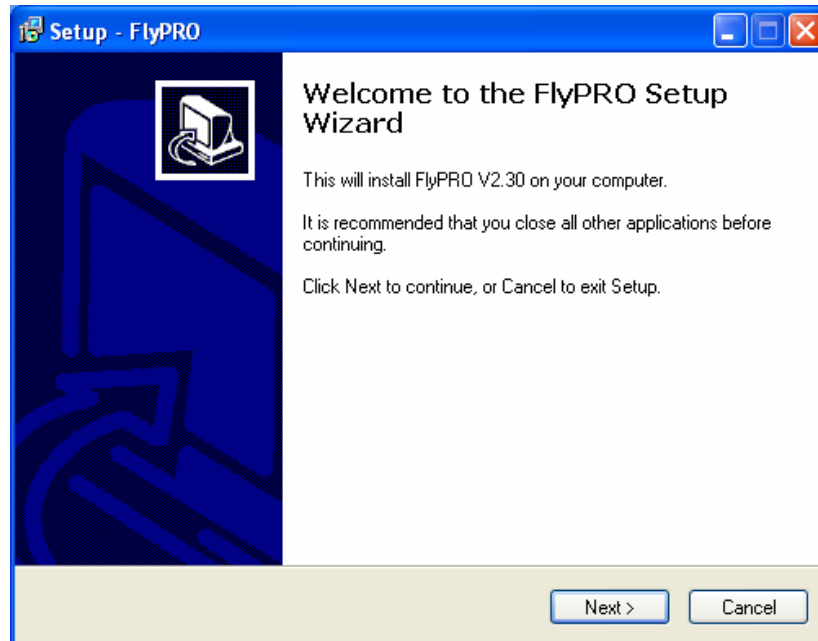 Setup - FlyPRO
Welcome to the FlyPRO Setup
Wizard
This will install FlyPRO V2.30 on your computer.
It is recommended that you close all other applications before
continuing.
Click Next to continue, or Cancel to exit Setup.
Next >
Cancel